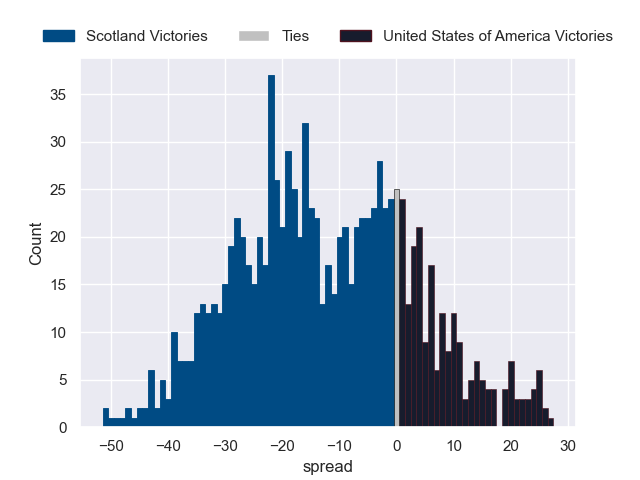 Scotland Victories Ties United States of America Victories
35
30
25
20
15
10
5
0
Count
−50 −40 −30 −20 −10 0 10 20 30
spread